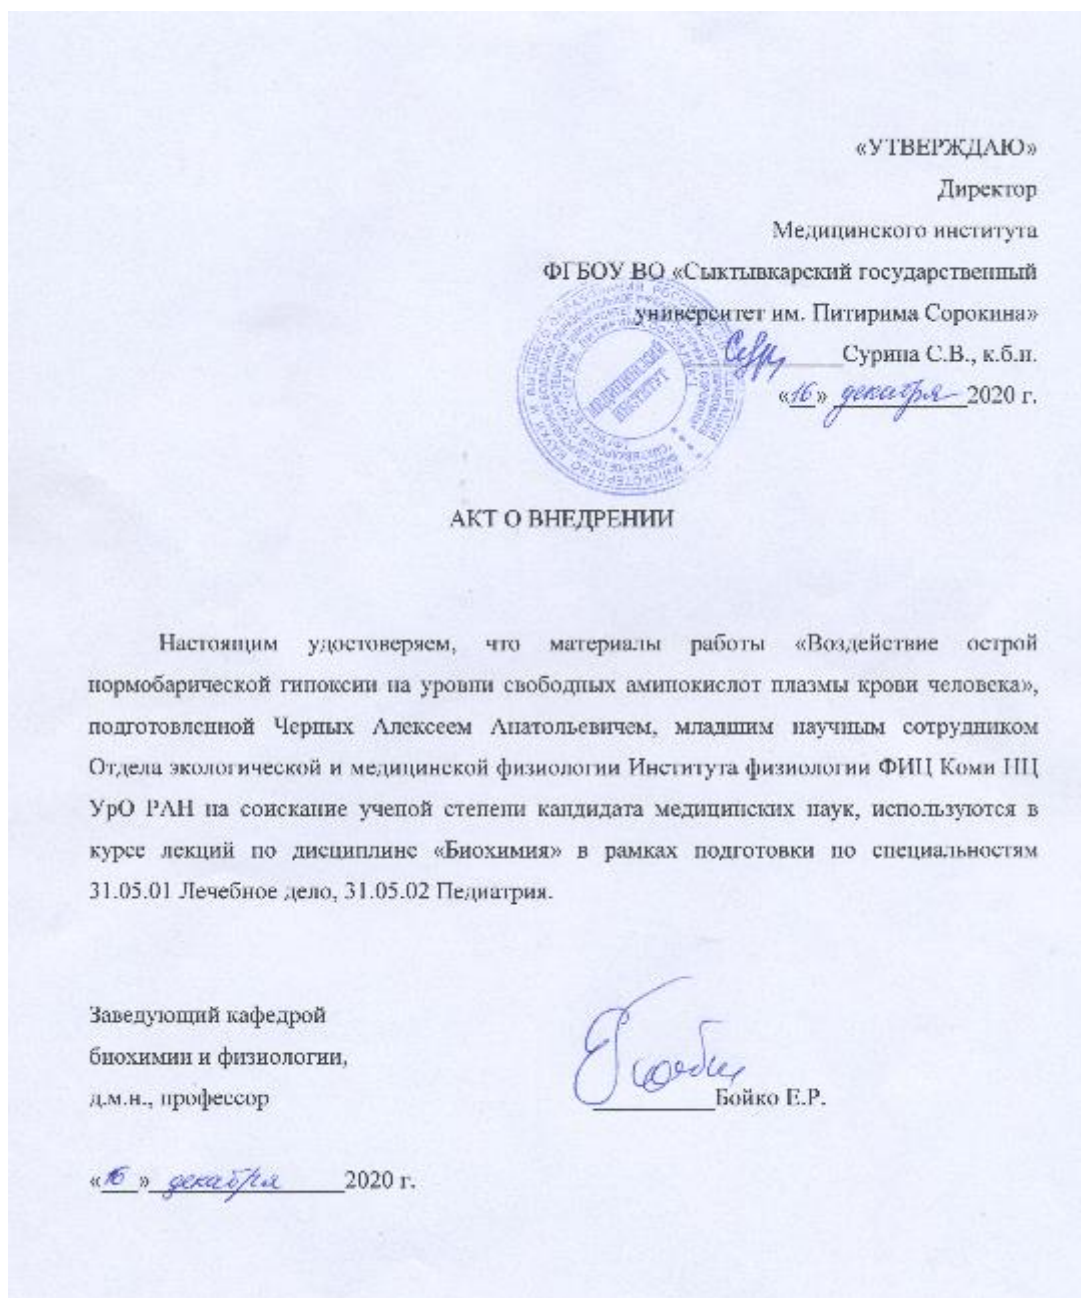 «УТВЕРЖДАЮ»
Директор
Медицинского института
ФГБОУ ВО «Сыктывкарский государственный
университет им. Питирима Сорокина»
Сурина С.В., к.б.н.
«16» декабря 2020 г.
МЕДИЦИНСКИЙ
ИНСТИТУТ
АКТ О ВНЕДРЕНИИ
Настоящим удостоверяем, что материалы работы «Воздействие острой
нормобарической гипоксии на уровни свободных аминокислот плазмы крови человека»,
подготовленной Черных Алексеем Анатольевичем, младшим научным сотрудником
Отдела экологической и медицинской физиологии Института физиологии ФИЦ Коми НЦ
УрО РАН на соискание ученой степени кандидата медицинских наук, используются в
курсе лекций по дисциплине «Биохимия» в рамках подготовки по специальностям
31.05.01 Лечебное дело, 31.05.02 Педиатрия.
Заведующий кафедрой
биохимии и физиологии,
д.м.н., профессор
Бойко Е.Р.
«16» декабря 2020 г.